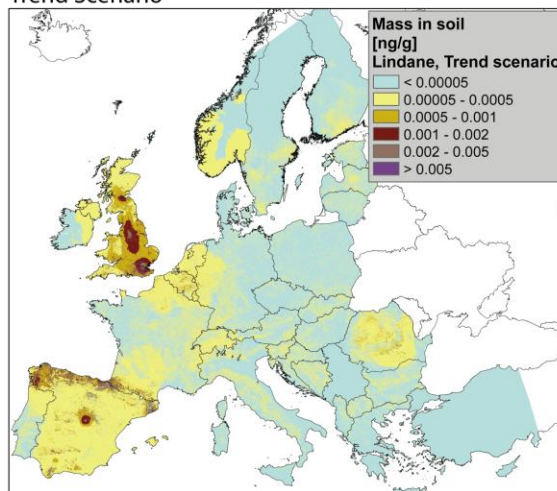 Trend Scenario
Mass in soil
[ng/g]
Lindane, Trend scenario
< 0.00005
0.00005 - 0.0005
0.0005 - 0.001
0.001 - 0.002
0.002 - 0.005
> 0.005